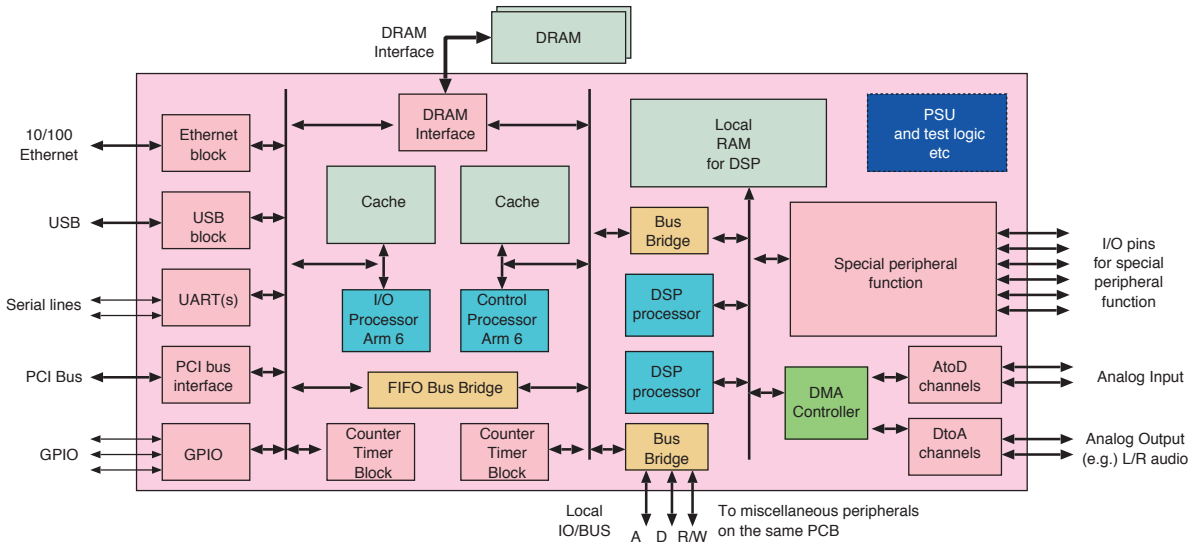 DRAM
Interface
DRAM
10/100
Ethernet
Ethernet
block
DRAM
Interface
Local
RAM
for DSP
PSU
and test logic
etc
USB
USB
block
Cache
Cache
Bus
Bridge
Special peripheral
function
I/O pins
for special
peripheral
function
Serial lines
UART(s)
I/O
Processor
Arm 6
Control
Processor
Arm 6
DSP
processor
PCI Bus
PCI bus
interface
FIFO Bus Bridge
DSP
processor
DMA
Controller
AtoD
channels
Analog Input
GPIO
GPIO
Counter
Timer
Block
Counter
Timer
Block
Bus
Bridge
DtoA
channels
Analog Output
(e.g.) L/R audio
Local
IO/BUS
A
D
R/W
To miscellaneous peripherals
on the same PCB